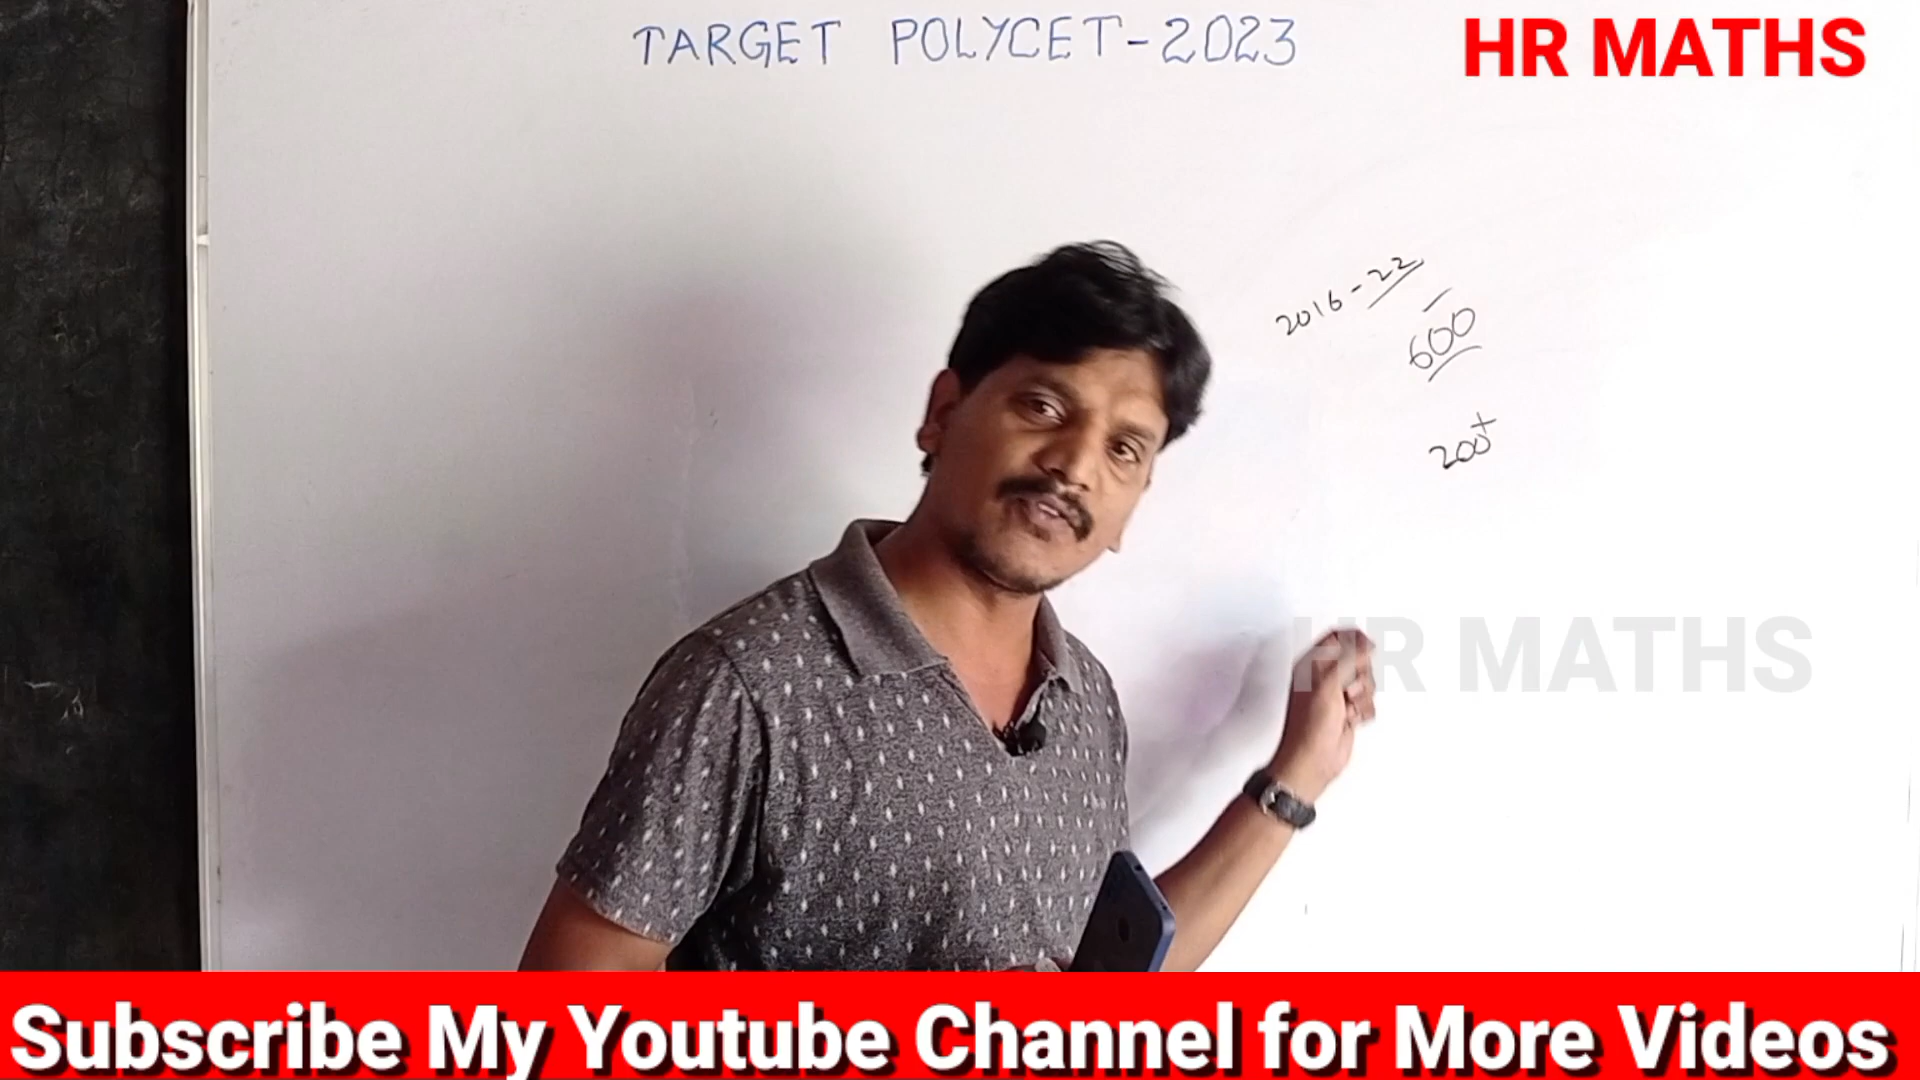 TARGET POLYCET-2023
HR MATHS
2016-22
600
200+
HR MATHS
Subscribe My Youtube Channel for More Videos